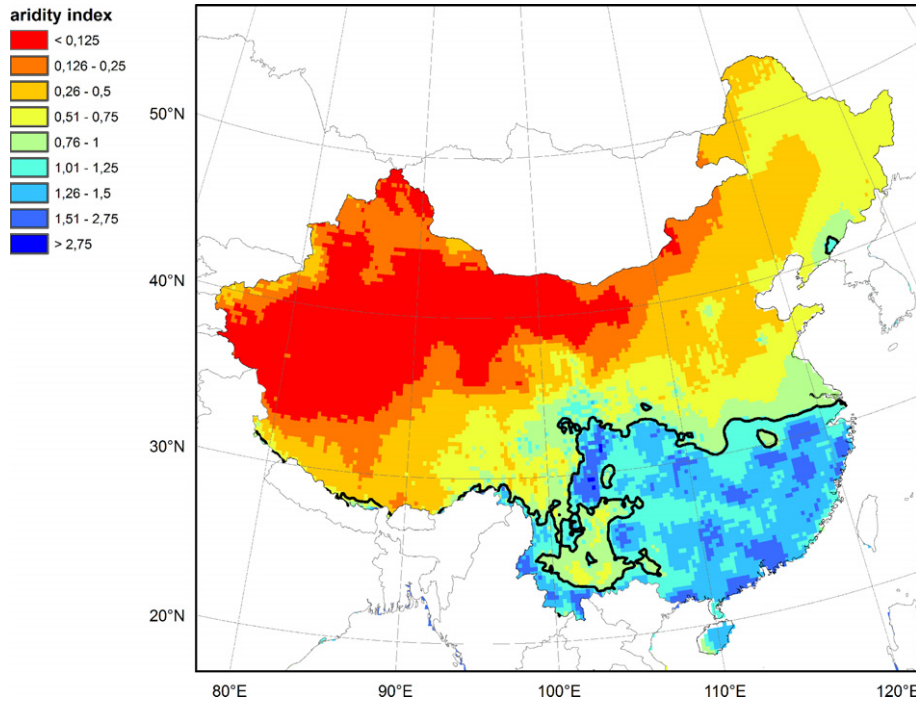 aridity index
< 0,125
0,126 - 0,25
0,26 - 0,5
0,51 - 0,75
0,76 - 1
1,01 - 1,25
1,26 - 1,5
1,51 - 2,75
> 2,75
50°N
40°N
30°N
20°N
80°E
90°E
100°E
110°E
120°E